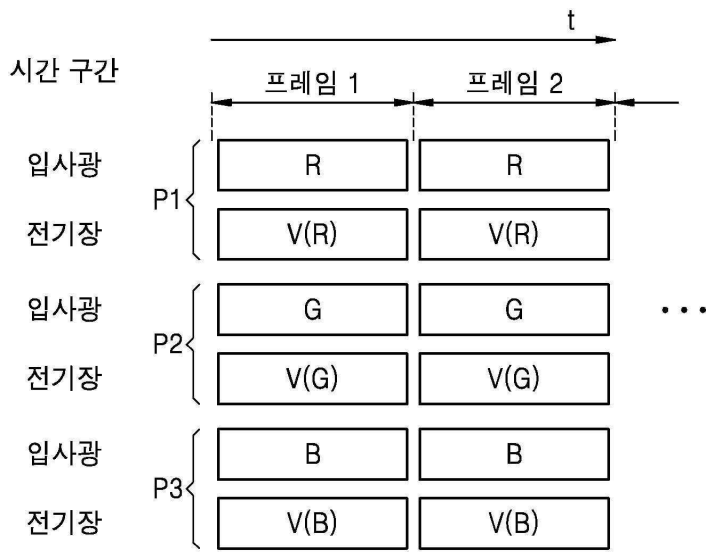 t
시간 구간
프레임 1 프레임 2
입사광 R R
P1
전기장 V(R) V(R)
입사광 G G
P2
전기장 V(G) V(G)
입사광 B B
P3
전기장 V(B) V(B)
...